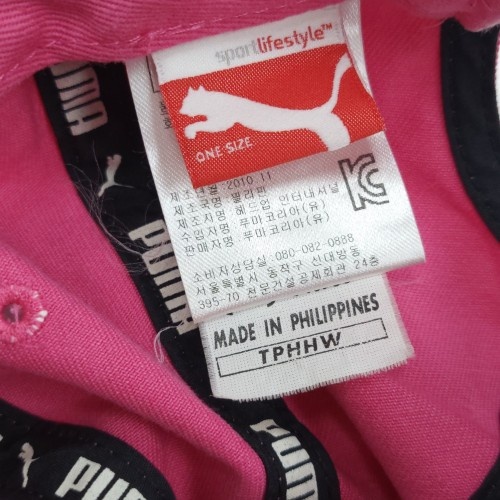 sportlifestyle™
ONE SIZE
제조년월: 2010.11
제조국명: 필리핀
제조자명: 헤드업 인터내셔널
수입자명: 푸마코리아(유)
판매자명: 푸마코리아(유)
KC
소비자상담실: 080-082-0888
서울특별시 동작구 신대방동
395-70 전문건설공제회관 24층
MADE IN PHILIPPINES
TPHHW
PUMA
PUMA
PUMA
PUMA